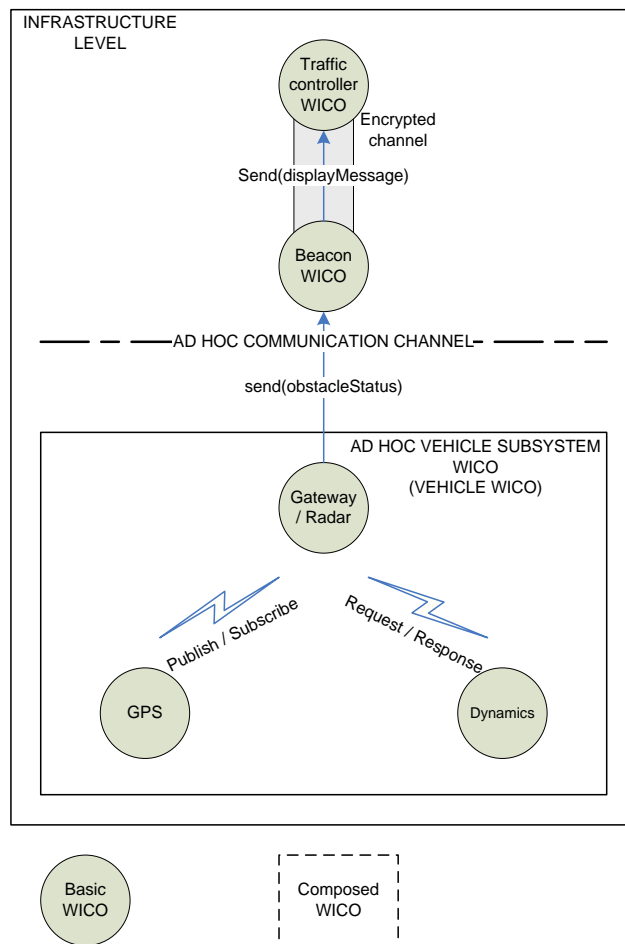 INFRASTRUCTURE
LEVEL
Traffic
controller
WICO
Encrypted
channel
Send(displayMessage)
Beacon
WICO
AD HOC COMMUNICATION CHANNEL
send(obstacleStatus)
AD HOC VEHICLE SUBSYSTEM
WICO
(VEHICLE WICO)
Gateway
/ Radar
Publish / Subscribe
Request / Response
GPS
Dynamics
Basic
WICO
Composed
WICO